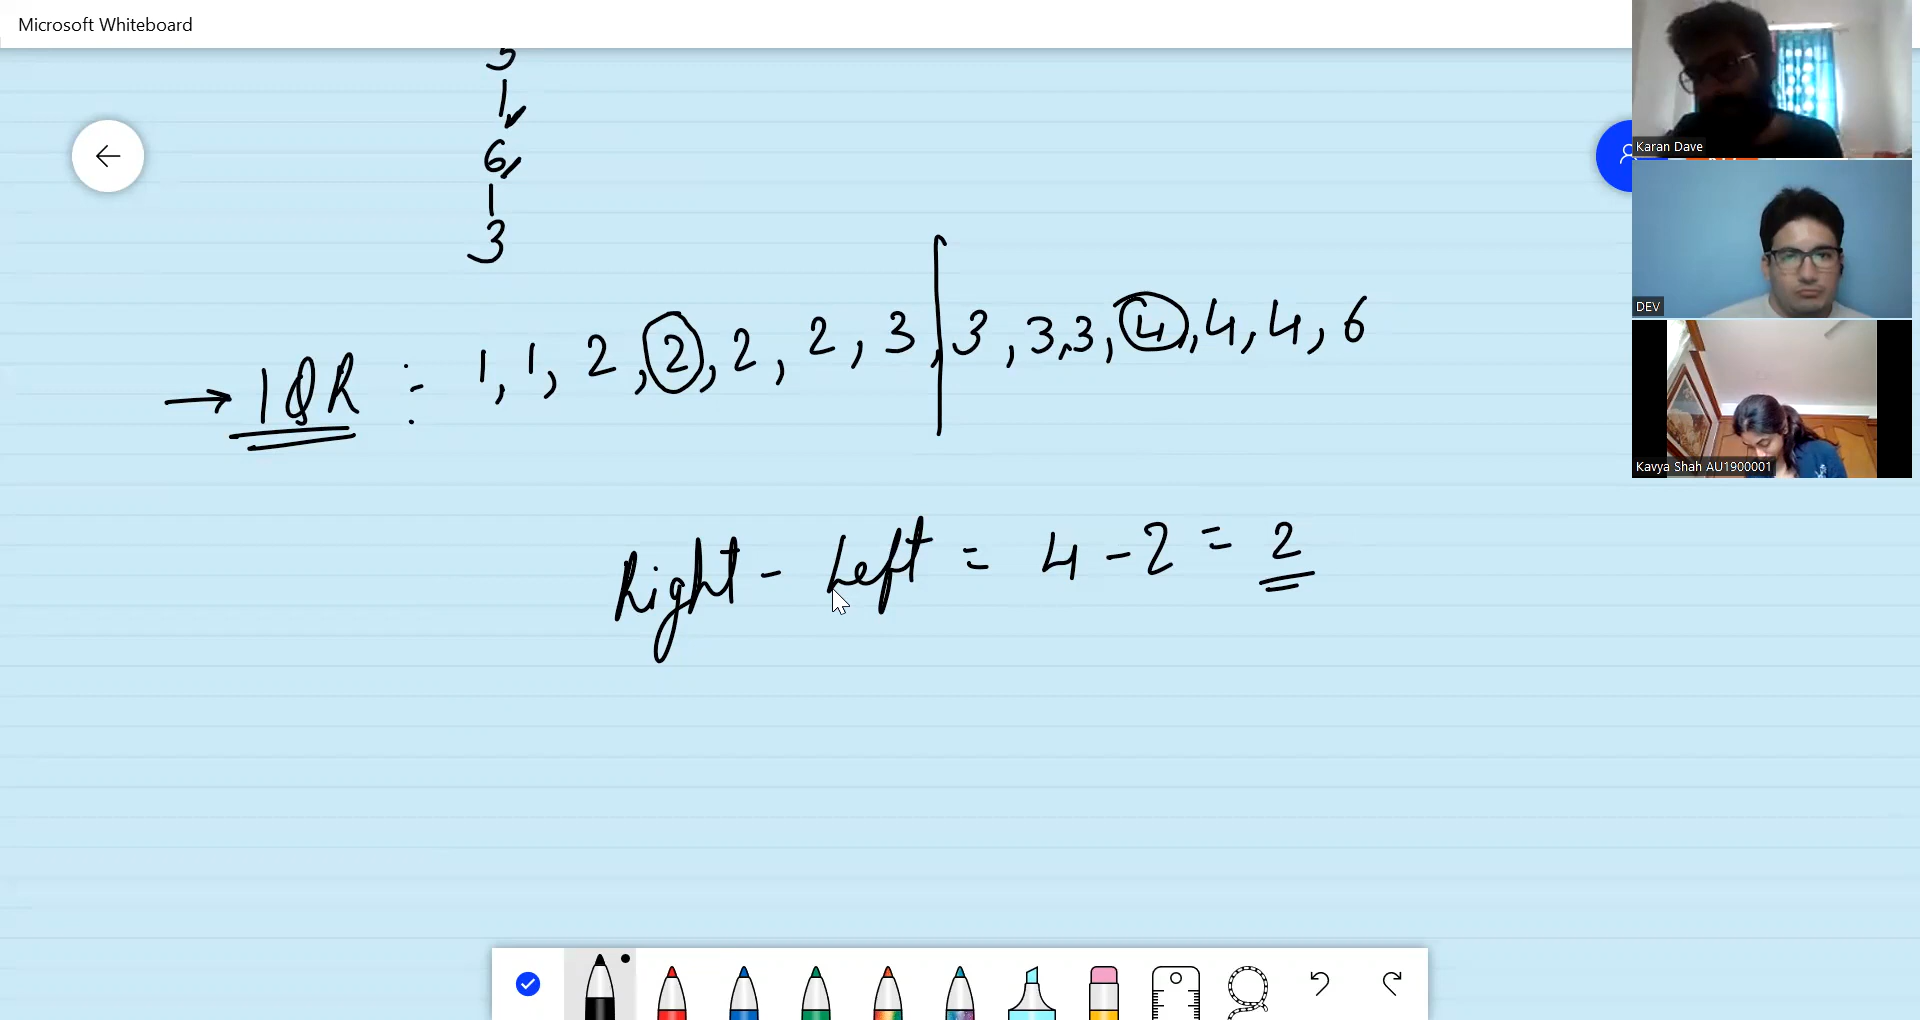 Microsoft Whiteboard
1
6,
1
3
Karan Dave
DEV
Kavya Shah AU1900001
→ IQR : 1, 1, 2, 2, 2, 2, 3, 3, 3, 3, 4, 4, 4, 6
Right - Left = 4 - 2 = 2